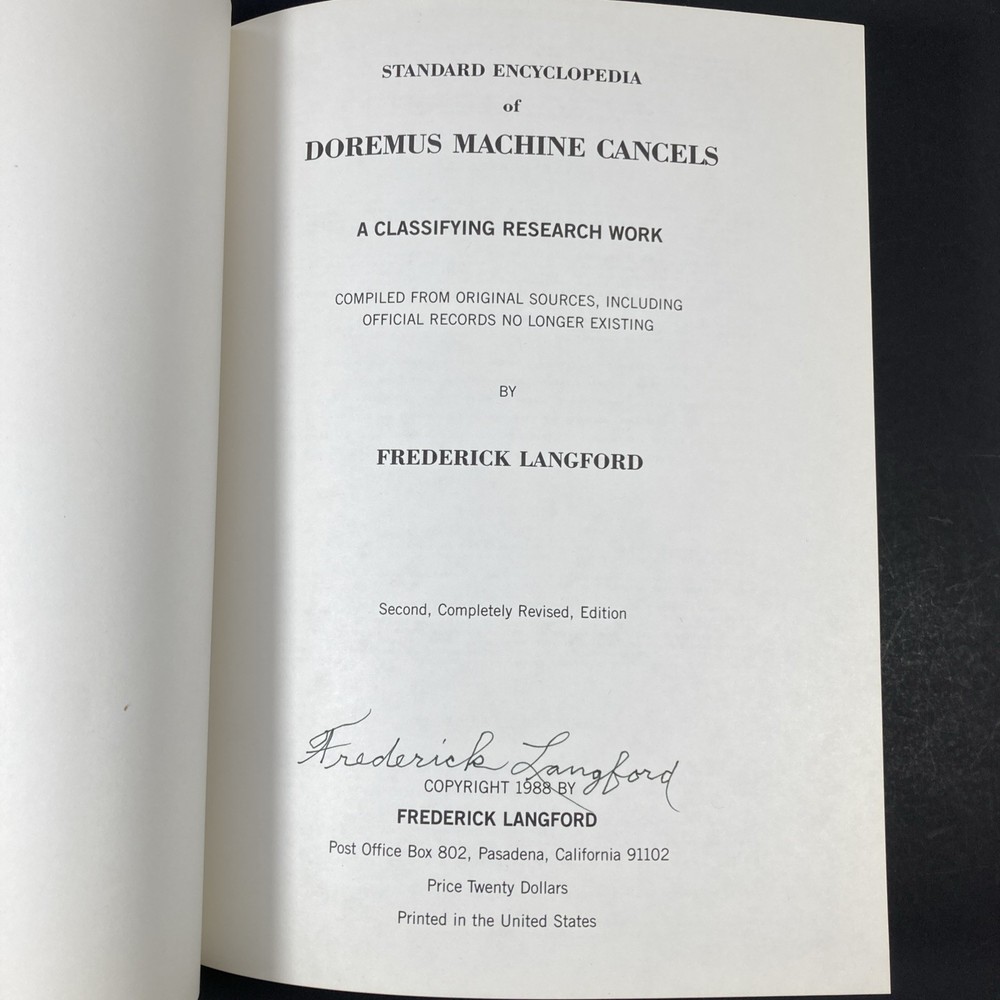 STANDARD ENCYCLOPEDIA
of
DOREMUS MACHINE CANCELS
A CLASSIFYING RESEARCH WORK
COMPILED FROM ORIGINAL SOURCES, INCLUDING
OFFICIAL RECORDS NO LONGER EXISTING
BY
FREDERICK LANGFORD
Second, Completely Revised, Edition
Frederick Langford
COPYRIGHT 1988 BY
FREDERICK LANGFORD
Post Office Box 802, Pasadena, California 91102
Price Twenty Dollars
Printed in the United States